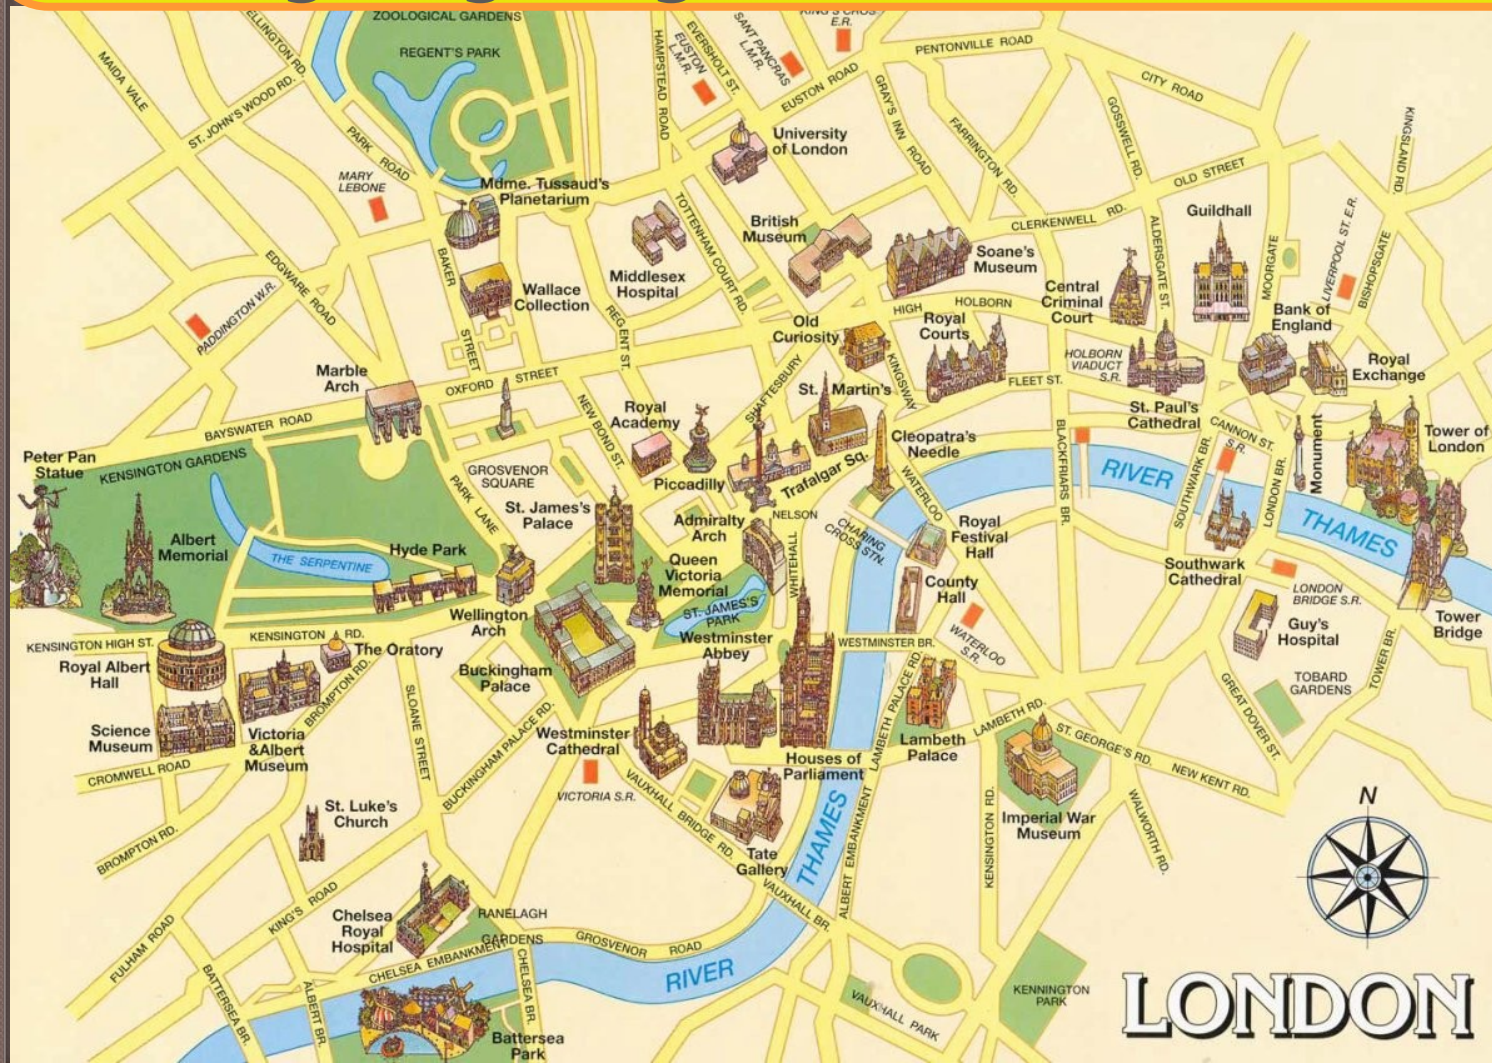 ZOOLOGICAL GARDENS
REGENT'S PARK
ELLINGTON RD.
MAIDA VALE
ST. JOHN'S WOOD RD.
PARK ROAD
HAMPSTEAD ROAD
EVERSHOLT ST.
EUSTON
L.M.R.
SANT PANCRAS
L.M.R.
KING'S CROS.
E.R.
PENTONVILLE ROAD
EUSTON ROAD
CITY ROAD
GRAY'S INN ROAD
FARRINGTON RD.
GOSSWELL RD.
OLD STREET
KINGSLAND RD.
University
of London
MARY
LEBONE
Mdme. Tussaud's
Planetarium
TOTTENHAM COURT RD.
British
Museum
CLERKENWELL RD.
Guildhall
LIVERPOOL ST. E.R.
BISHOPSGATE
MOORGATE
ALDERSGATE ST.
EDGWARE ROAD
BAKER
STREET
Wallace
Collection
Middlesex
Hospital
Soane's
Museum
Central
Criminal
Court
HIGH HOLBORN
PADDINGTON W.R.
REGENT ST.
Old
Curiosity
Royal
Courts
Bank of
England
Royal
Exchange
HOLBORN
VIADUCT
S.R.
Marble
Arch
OXFORD STREET
SHAFTESBURY
KINGSWAY
FLEET ST.
St. Martin's
BAYSWATER ROAD
NEW BOND ST.
Royal
Academy
St. Paul's
Cathedral
CANNON ST.
S.R.
Monument
Tower of
London
Peter Pan
Statue
KENSINGTON GARDENS
GROSVENOR
SQUARE
PARK LANE
Piccadilly
Trafalgar Sq.
Cleopatra's
Needle
BLACKFRIARS BR.
RIVER
SOUTHWARK BR.
LONDON BR.
THAMES
St. James's
Palace
Admiralty
Arch
NELSON
WATERLOO
CHARING
CROSS STN.
Royal
Festival
Hall
Albert
Memorial
THE SERPENTINE
Hyde Park
Queen
Victoria
Memorial
WHITEHALL
County
Hall
Southwark
Cathedral
LONDON
BRIDGE S.R.
Tower
Bridge
Wellington
Arch
ST. JAMES'S
PARK
Westminster
Abbey
WESTMINSTER BR.
WATERLOO
S.R.
Guy's
Hospital
KENSINGTON HIGH ST.
KENSINGTON RD.
The Oratory
Royal Albert
Hall
Buckingham
Palace
TOBARD
GARDENS
TOWER BR.
GREAT DOVER ST.
Science
Museum
Victoria
&Albert
Museum
BROMPTON RD.
SLOANE STREET
BUCKINGHAM PALACE RD.
Westminster
Cathedral
VICTORIA S.R.
Houses of
Parliament
LAMBETH PALACE RD.
Lambeth
Palace
LAMBETH RD.
ST. GEORGE'S RD.
NEW KENT RD.
CROMWELL ROAD
St. Luke's
Church
VAUXHALL BRIDGE RD.
Tate
Gallery
THAMES
ALBERT EMBANKMENT
KENSINGTON RD.
Imperial War
Museum
WALWORTH RD.
N
BROMPTON RD.
KING'S ROAD
FULHAM ROAD
Chelsea
Royal
Hospital
RANELAGH
GARDENS
VAUXHALL BR.
CHELSEA EMBANKMENT
GROSVENOR ROAD
RIVER
BATTERSEA BR.
ALBERT BR.
CHELSEA BR.
Battersea
Park
VAUXHALL PARK
KENNINGTON
PARK
LONDON